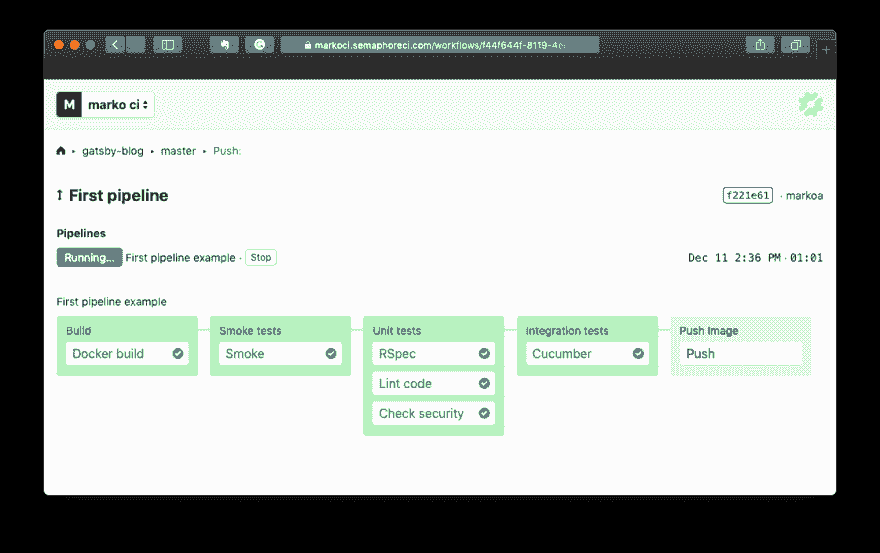 markoci.semaphoreci.com/workflows/f44f644f-8119-4
M marko ci
gatsby-blog ▸ master ▸ Push:
First pipeline
f221e61 · markoa
Pipelines
Running... First pipeline example · Stop
Dec 11 2:36 PM · 01:01
First pipeline example
Build
Docker build
Smoke tests
Smoke
Unit tests
RSpec
Lint code
Check security
Integration tests
Cucumber
Push Image
Push